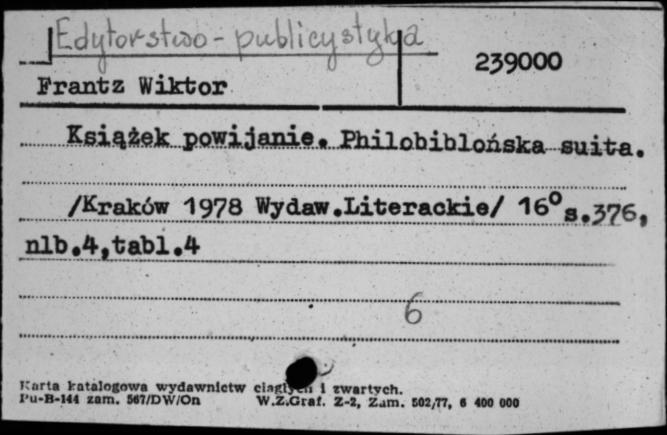 Edytorstwo - publicystyka
239000
Frantz Wiktor
Książek powijanie. Philobiblońska suita.
/Kraków 1978 Wydaw.Literackie/ 16° s.376,
nlb.4,tabl.4
6
Karta katalogowa wydawnictw ciągłych i zwartych.
Pu-B-144 zam. 567/DW/On W.Z.Graf. Z-2, Zam. 502/77, 6 400 000